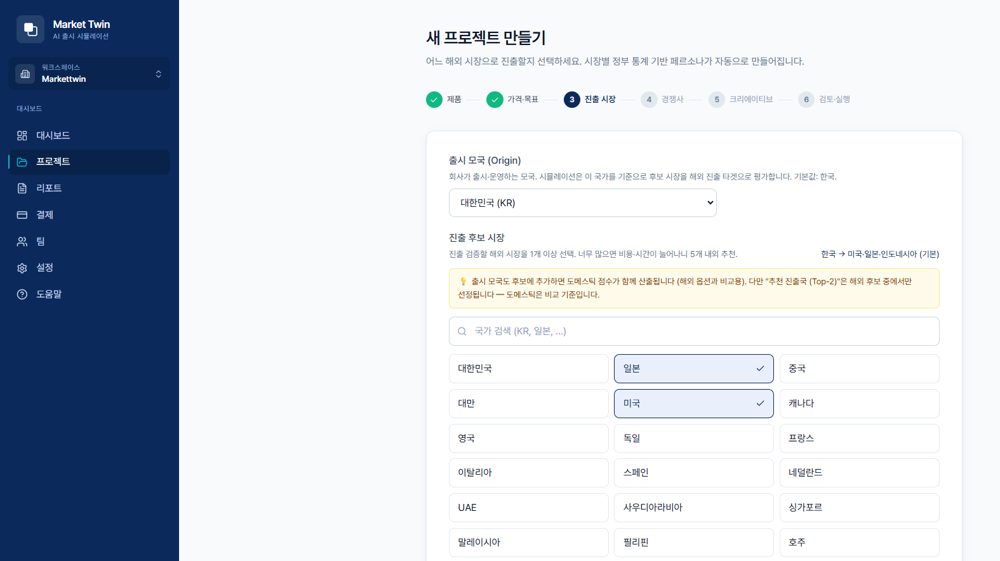 Market Twin
AI 출시 시뮬레이션
워크스페이스
Markettwin
대시보드
대시보드
프로젝트
리포트
결제
팀
설정
도움말
새 프로젝트 만들기
어느 해외 시장으로 진출할지 선택하세요. 시장별 정부 통계 기반 페르소나가 자동으로 만들어집니다.
제품
가격·목표
3 진출 시장
4 경쟁사
5 크리에이티브
6 검토·실행
출시 모국 (Origin)
회사가 출시·운영하는 모국. 시뮬레이션은 이 국가를 기준으로 후보 시장을 해외 진출 타겟으로 평가합니다. 기본값: 한국.
대한민국 (KR)
진출 후보 시장
진출 검증할 해외 시장을 1개 이상 선택. 너무 많으면 비용·시간이 늘어나니 5개 내외 추천.
한국 → 미국·일본·인도네시아 (기본)
💡 출시 모국도 후보에 추가하면 도메스틱 점수가 함께 산출됩니다 (해외 옵션과 비교용). 다만 "추천 진출국 (Top-2)"은 해외 후보 중에서만
선정됩니다 — 도메스틱은 비교 기준입니다.
국가 검색 (KR, 일본, ...)
대한민국
일본
중국
대만
미국
캐나다
영국
독일
프랑스
이탈리아
스페인
네덜란드
UAE
사우디아라비아
싱가포르
말레이시아
필리핀
호주